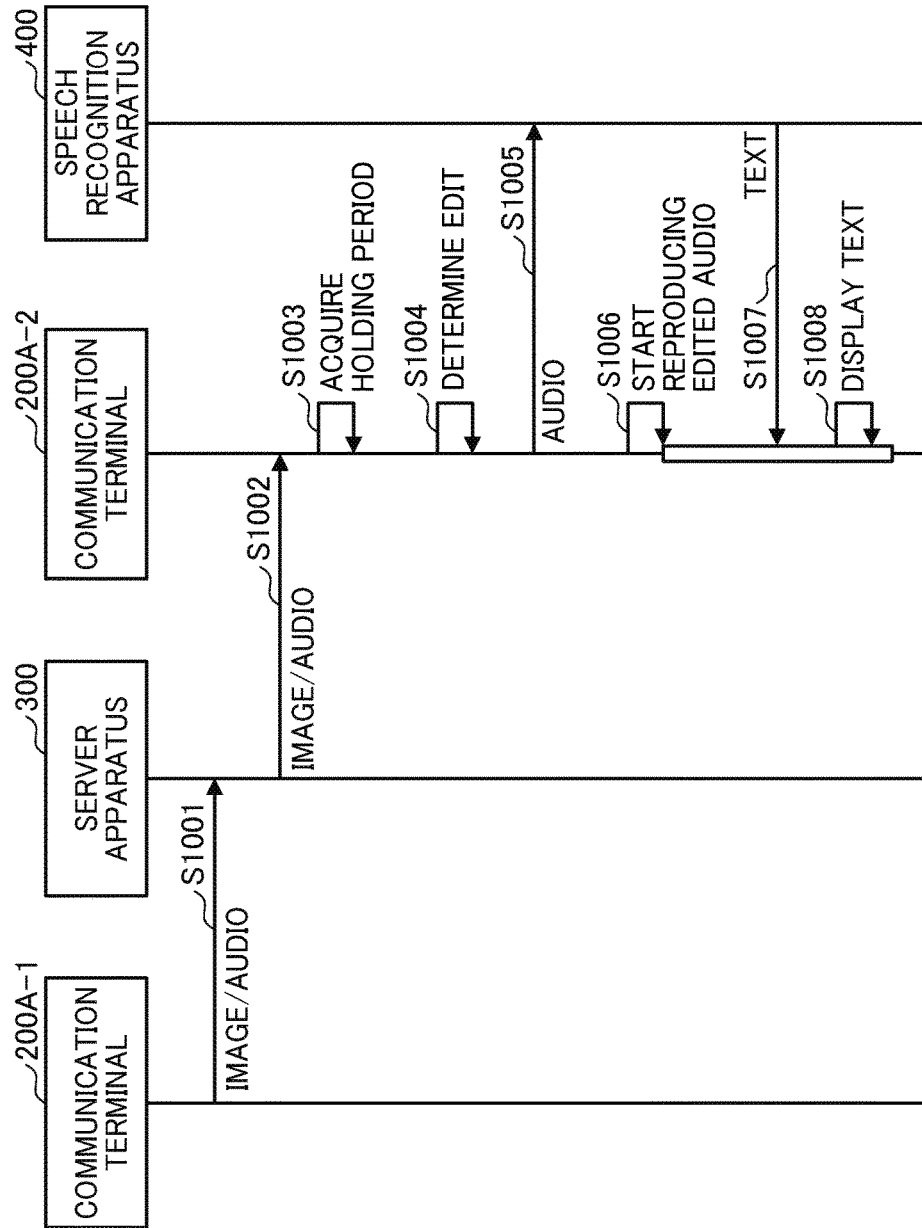 200A-1
COMMUNICATION
TERMINAL
300
SERVER
APPARATUS
200A-2
COMMUNICATION
TERMINAL
400
SPEECH
RECOGNITION
APPARATUS
S1001
IMAGE/AUDIO
S1002
IMAGE/AUDIO
S1003
ACQUIRE
HOLDING PERIOD
S1004
DETERMINE EDIT
S1005
AUDIO
S1006
START
REPRODUCING
EDITED AUDIO
S1007
TEXT
S1008
DISPLAY TEXT